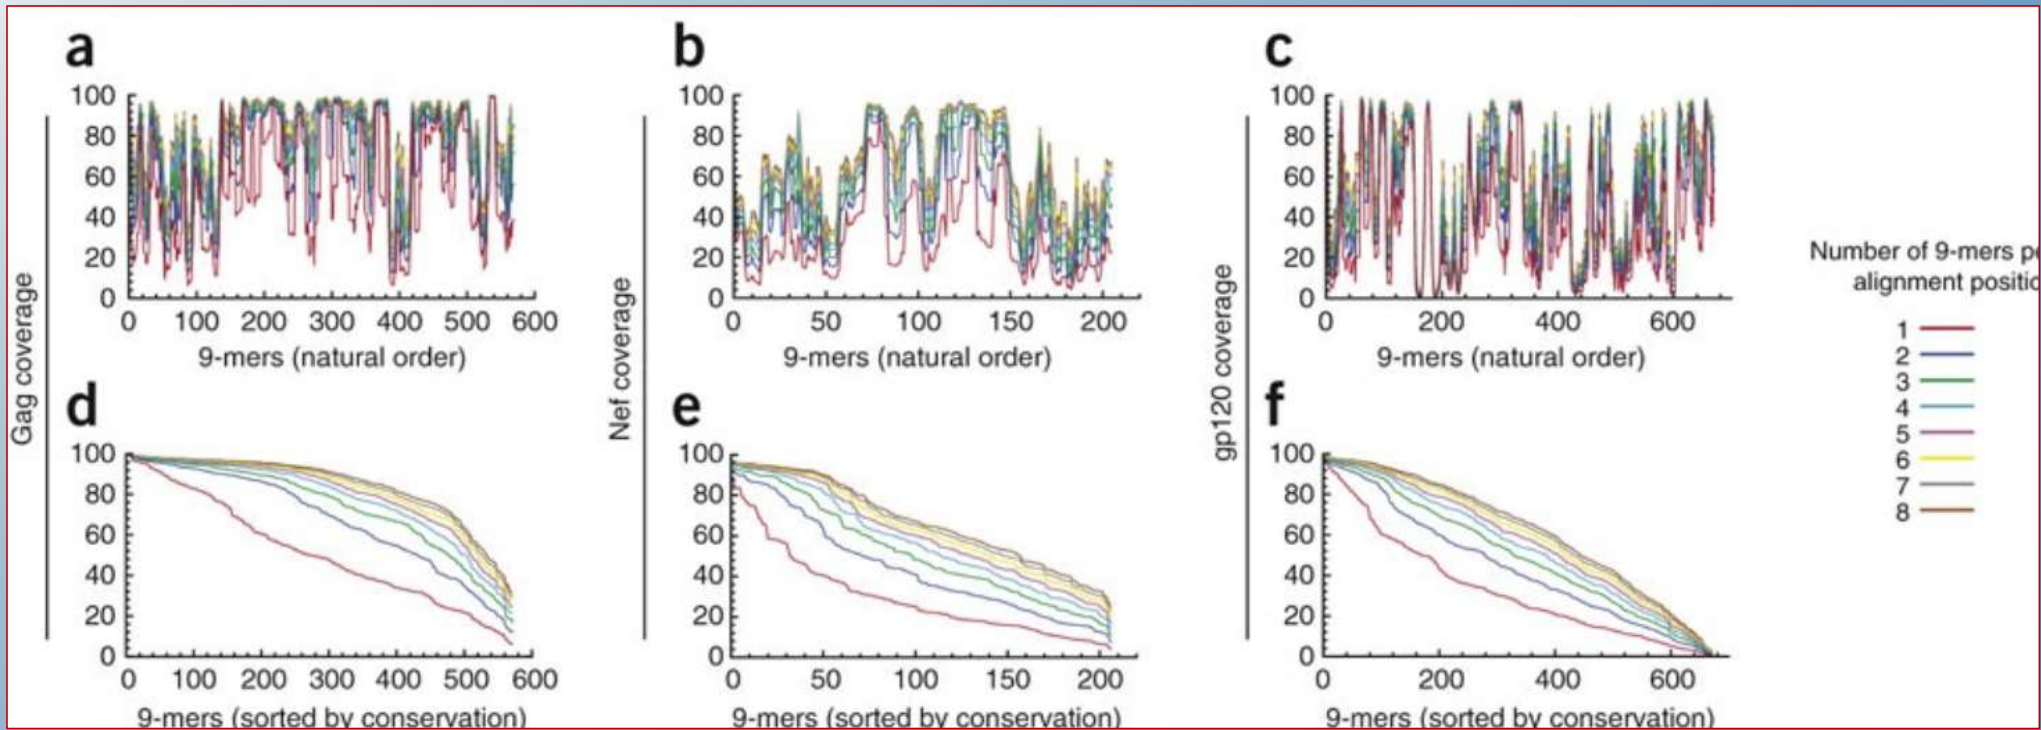 a
b
c
100
80
60
40
20
0
0 100 200 300 400 500 600
9-mers (natural order)
100
80
60
40
20
0
0 50 100 150 200
9-mers (natural order)
100
80
60
40
20
0
0 200 400 600
9-mers (natural order)
Gag coverage
Nef coverage
gp120 coverage
d
e
f
100
80
60
40
20
0
0 100 200 300 400 500 600
9-mers (sorted by conservation)
100
80
60
40
20
0
0 50 100 150 200
9-mers (sorted by conservation)
100
80
60
40
20
0
0 200 400 600
9-mers (sorted by conservation)
Number of 9-mers pe
alignment positio
1
2
3
4
5
6
7
8